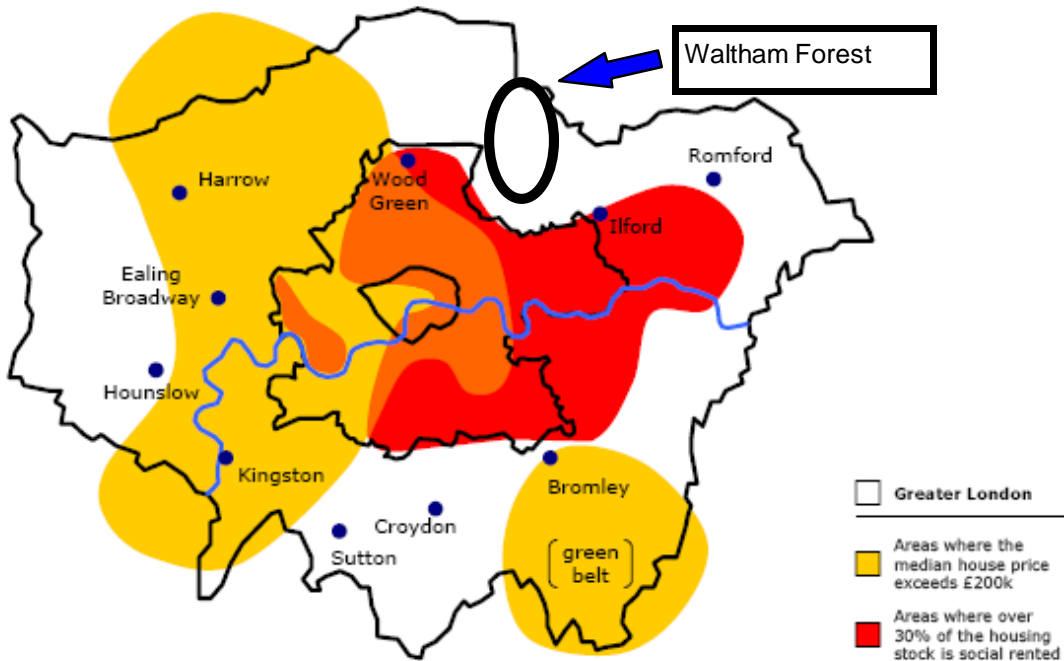 Waltham Forest
Romford
Harrow
Wood
Green
Ilford
Ealing
Broadway
Hounslow
Kingston
Bromley
Croydon
Sutton
green
belt
Greater London
Areas where the
median house price
exceeds £200k
Areas where over
30% of the housing
stock is social rented